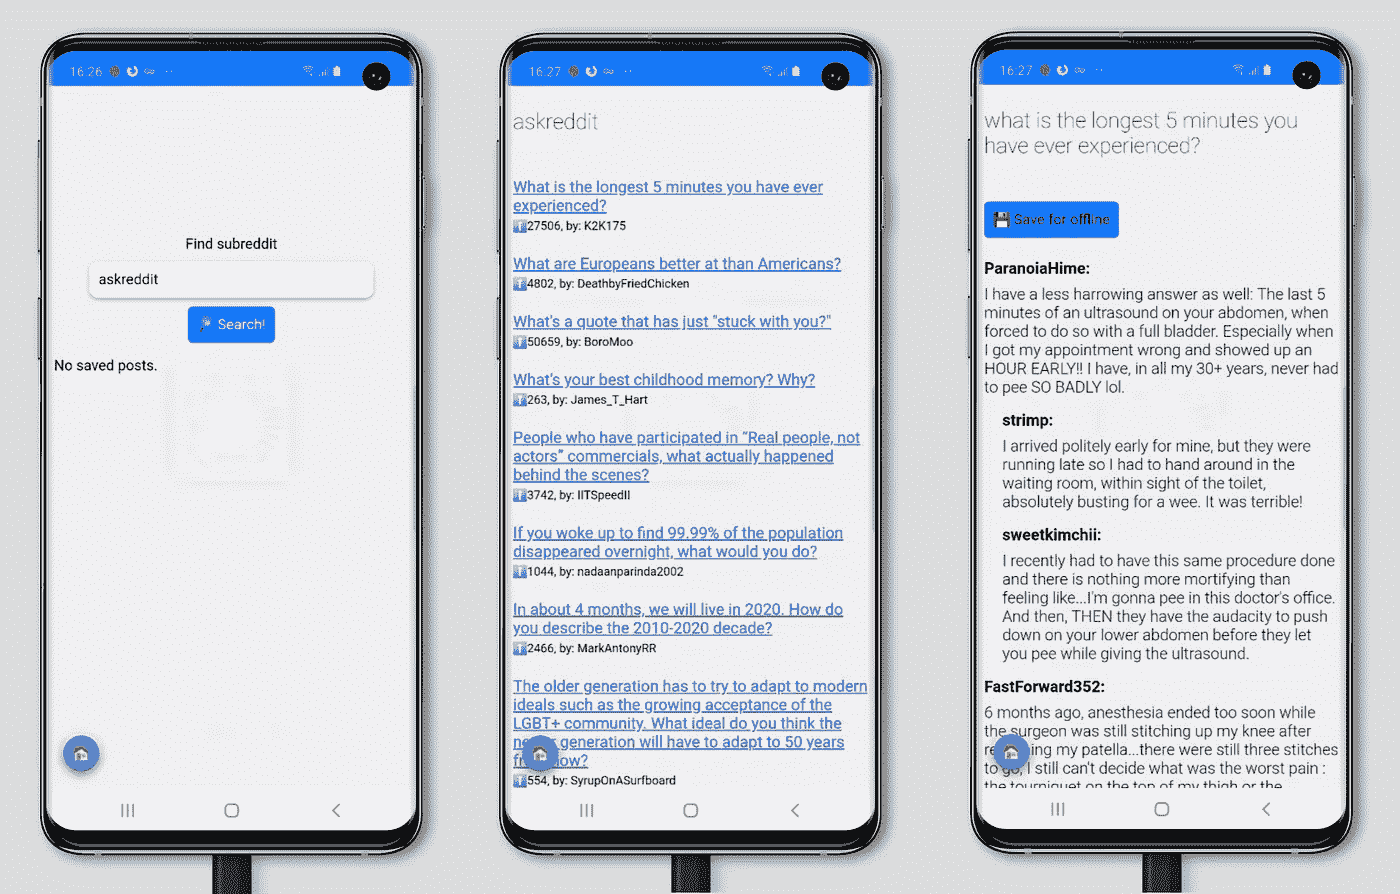 16:26
Find subreddit
askreddit
Search!
No saved posts.
16:27
askreddit
What is the longest 5 minutes you have ever
experienced?
27506, by: K2K175
What are Europeans better at than Americans?
4802, by: DeathbyFriedChicken
What's a quote that has just "stuck with you?"
50659, by: BoroMoo
What's your best childhood memory? Why?
263, by: James_T_Hart
People who have participated in “Real people, not
actors” commercials, what actually happened
behind the scenes?
3742, by: IITSpeedII
If you woke up to find 99.99% of the population
disappeared overnight, what would you do?
1044, by: nadaanparinda2002
In about 4 months, we will live in 2020. How do
you describe the 2010-2020 decade?
2466, by: MarkAntonyRR
The older generation has to try to adapt to modern
ideals such as the growing acceptance of the
LGBT+ community. What ideal do you think the
generation will have to adapt to 50 years
554, by: SyrupOnASurfboard
16:27
what is the longest 5 minutes you
have ever experienced?
Save for offline
ParanoiaHime:
I have a less harrowing answer as well: The last 5
minutes of an ultrasound on your abdomen, when
forced to do so with a full bladder. Especially when
I got my appointment wrong and showed up an
HOUR EARLY!! I have, in all my 30+ years, never had
to pee SO BADLY lol.
strimp:
I arrived politely early for mine, but they were
running late so I had to hand around in the
waiting room, within sight of the toilet,
absolutely busting for a wee. It was terrible!
sweetkimchii:
I recently had to have this same procedure done
and there is nothing more mortifying than
feeling like...I'm gonna pee in this doctor's office.
And then, THEN they have the audacity to push
down on your lower abdomen before they let
you pee while giving the ultrasound.
FastForward352:
6 months ago, anesthesia ended too soon while
the surgeon was still stitching up my knee after
my patella...there were still three stitches
to go, I still can't decide what was the worst pain :
the tourniquet on the top of my thigh or the